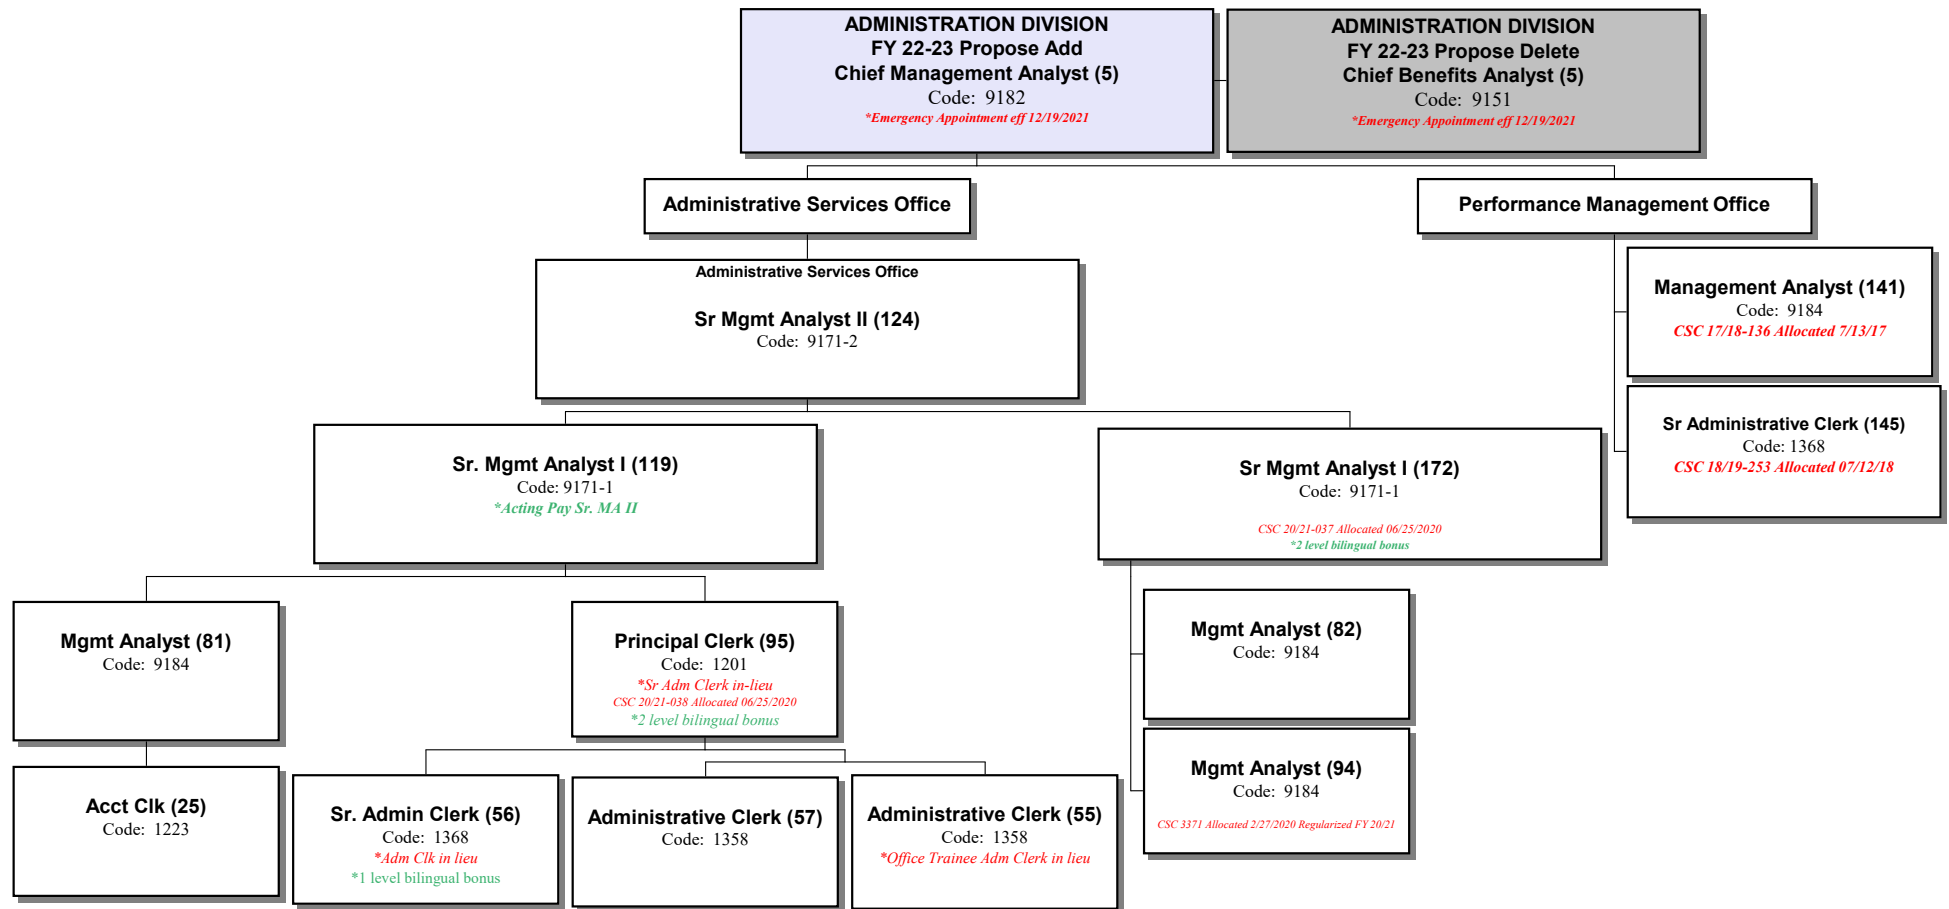 ADMINISTRATION DIVISION
FY 22-23 Propose Add
Chief Management Analyst (5)
Code: 9182
*Emergency Appointment eff 12/19/2021
ADMINISTRATION DIVISION
FY 22-23 Propose Delete
Chief Benefits Analyst (5)
Code: 9151
*Emergency Appointment eff 12/19/2021
Administrative Services Office
Performance Management Office
Administrative Services Office
Sr Mgmt Analyst II (124)
Code: 9171-2
Management Analyst (141)
Code: 9184
CSC 17/18-136 Allocated 7/13/17
Sr Administrative Clerk (145)
Code: 1368
CSC 18/19-253 Allocated 07/12/18
Sr. Mgmt Analyst I (119)
Code: 9171-1
*Acting Pay Sr. MA II
Sr Mgmt Analyst I (172)
Code: 9171-1
CSC 20/21-037 Allocated 06/25/2020
*2 level bilingual bonus
Mgmt Analyst (81)
Code: 9184
Principal Clerk (95)
Code: 1201
*Sr Adm Clerk in-lieu
CSC 20/21-038 Allocated 06/25/2020
*2 level bilingual bonus
Mgmt Analyst (82)
Code: 9184
Mgmt Analyst (94)
Code: 9184
CSC 3371 Allocated 2/27/2020 Regularized FY 20/21
Acct Clk (25)
Code: 1223
Sr. Admin Clerk (56)
Code: 1368
*Adm Clk in lieu
*1 level bilingual bonus
Administrative Clerk (57)
Code: 1358
Administrative Clerk (55)
Code: 1358
*Office Trainee Adm Clerk in lieu